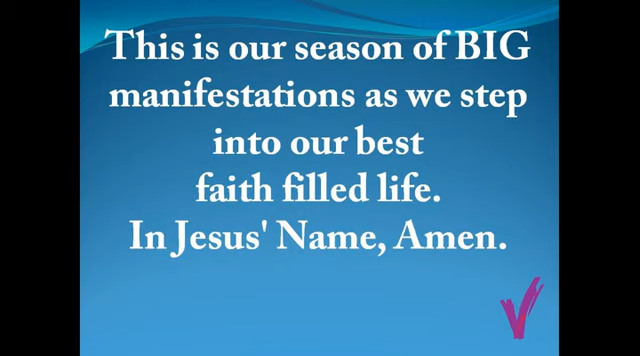 This is our season of BIG
manifestations as we step
into our best
faith filled life.
In Jesus' Name, Amen.